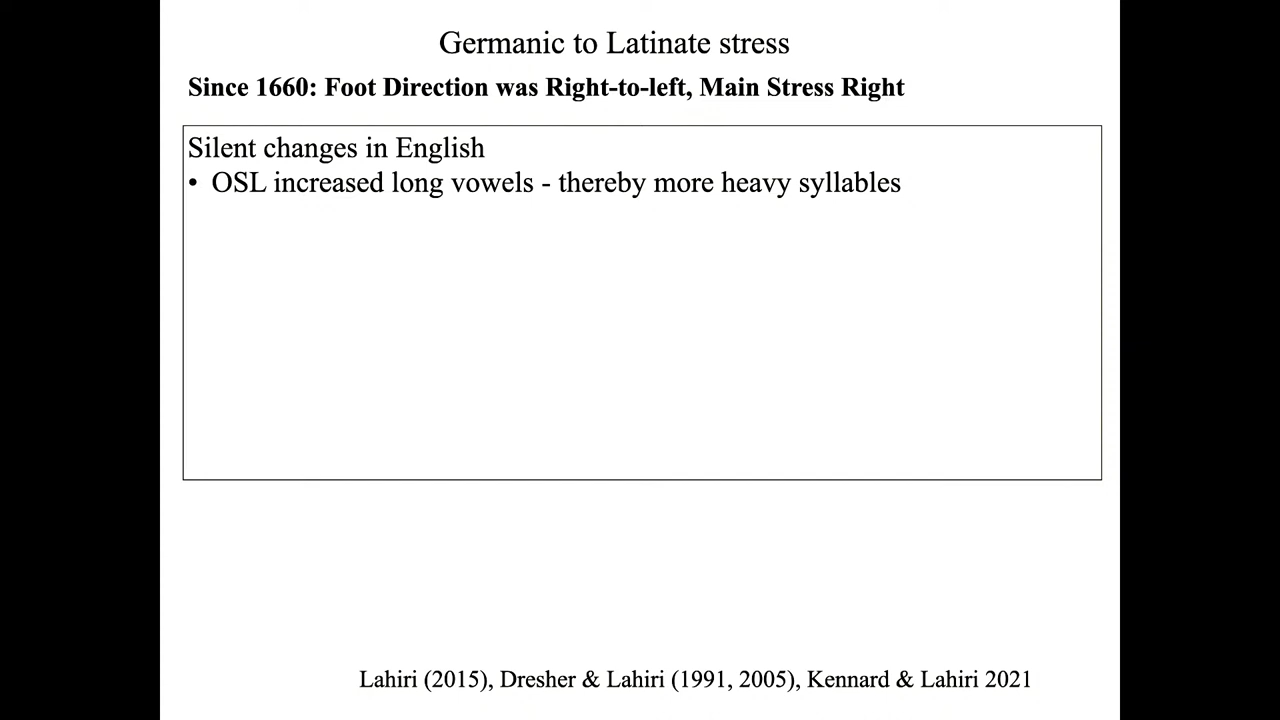 Germanic to Latinate stress
Since 1660: Foot Direction was Right-to-left, Main Stress Right
Silent changes in English
• OSL increased long vowels - thereby more heavy syllables
Lahiri (2015), Dresher & Lahiri (1991, 2005), Kennard & Lahiri 2021